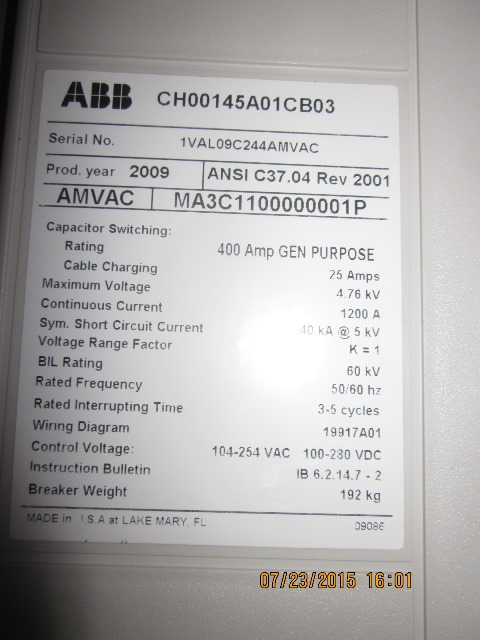 ABB CH00145A01CB03
Serial No. 1VAL09C244AMVAC
Prod. year 2009 ANSI C37.04 Rev 2001
AMVAC MA3C1100000001P
Capacitor Switching:
Rating 400 Amp GEN PURPOSE
Cable Charging 25 Amps
Maximum Voltage 4.76 kV
Continuous Current 1200 A
Sym. Short Circuit Current 40 kA @ 5 kV
Voltage Range Factor K = 1
BIL Rating 60 kV
Rated Frequency 50/60 hz
Rated Interrupting Time 3-5 cycles
Wiring Diagram 19917A01
Control Voltage: 104-254 VAC 100-280 VDC
Instruction Bulletin IB 6.2.14.7 - 2
Breaker Weight 192 kg
MADE in .S.A at LAKE MARY, FL 09086
07/23/2015 16:01